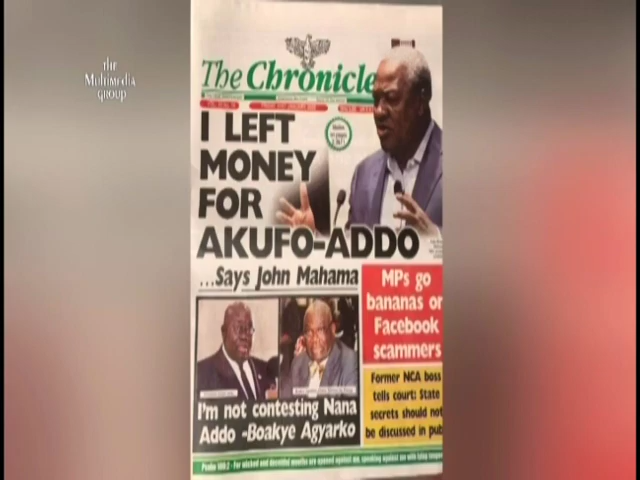 the
Multimedia
GROUP
The Chronicle
I LEFT
MONEY
FOR
AKUFO-ADDO
...Says John Mahama
MPs go
bananas on
Facebook
scammers
I'm not contesting Nana
Addo -Boakye Agyarko
Former NCA boss
tells court: State
secrets should not
be discussed in pub